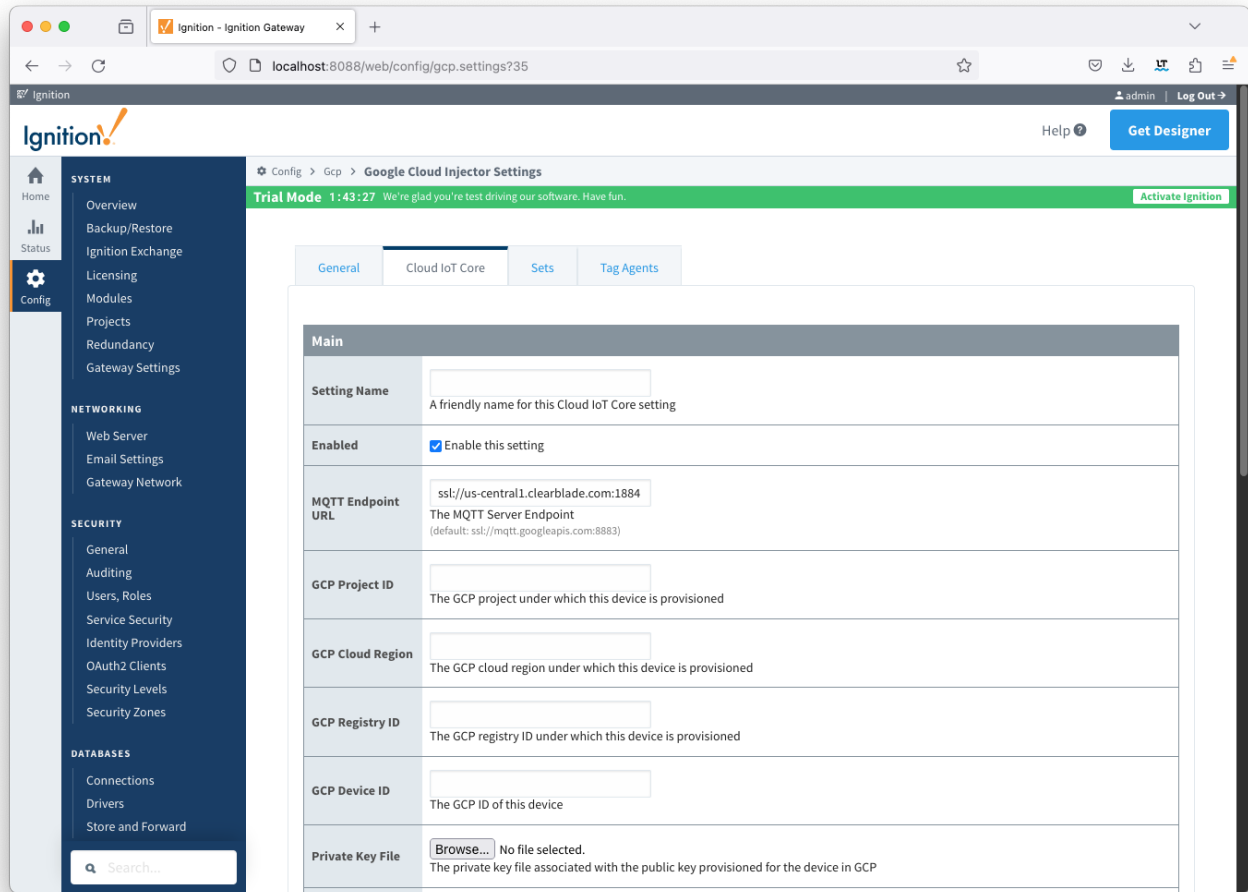 Ignition - Ignition Gateway
localhost:8088/web/config/gcp.settings?35
Ignition
admin | Log Out
Ignition!
Help
Get Designer
Home
Status
Config
SYSTEM
Overview
Backup/Restore
Ignition Exchange
Licensing
Modules
Projects
Redundancy
Gateway Settings
NETWORKING
Web Server
Email Settings
Gateway Network
SECURITY
General
Auditing
Users, Roles
Service Security
Identity Providers
OAuth2 Clients
Security Levels
Security Zones
DATABASES
Connections
Drivers
Store and Forward
Search...
Config > Gcp > Google Cloud Injector Settings
Trial Mode 1:43:27 We're glad you're test driving our software. Have fun.
Activate Ignition
General
Cloud IoT Core
Sets
Tag Agents
Main
Setting Name
A friendly name for this Cloud IoT Core setting
Enabled
Enable this setting
MQTT Endpoint
URL
ssl://us-central1.clearblade.com:1884
The MQTT Server Endpoint
(default: ssl://mqtt.googleapis.com:8883)
GCP Project ID
The GCP project under which this device is provisioned
GCP Cloud Region
The GCP cloud region under which this device is provisioned
GCP Registry ID
The GCP registry ID under which this device is provisioned
GCP Device ID
The GCP ID of this device
Private Key File
Browse... No file selected.
The private key file associated with the public key provisioned for the device in GCP